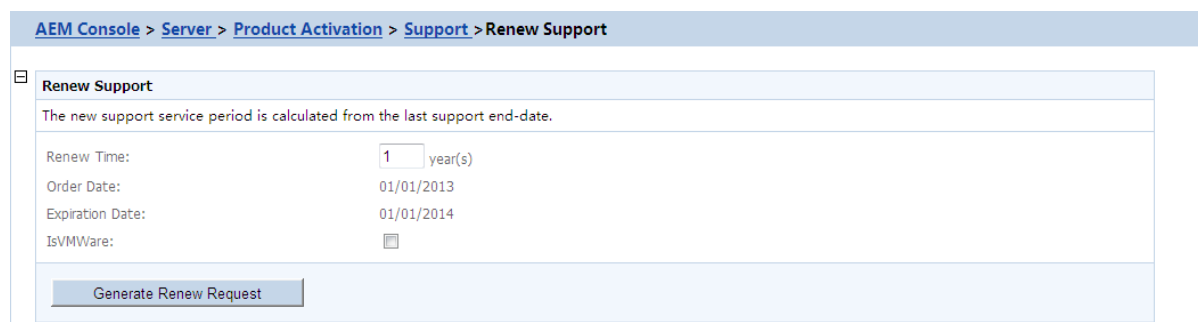 AEM Console > Server > Product Activation > Support >Renew Support
Renew Support
The new support service period is calculated from the last support end-date.
Renew Time: 1 year(s)
Order Date: 01/01/2013
Expiration Date: 01/01/2014
IsVMWare:
Generate Renew Request